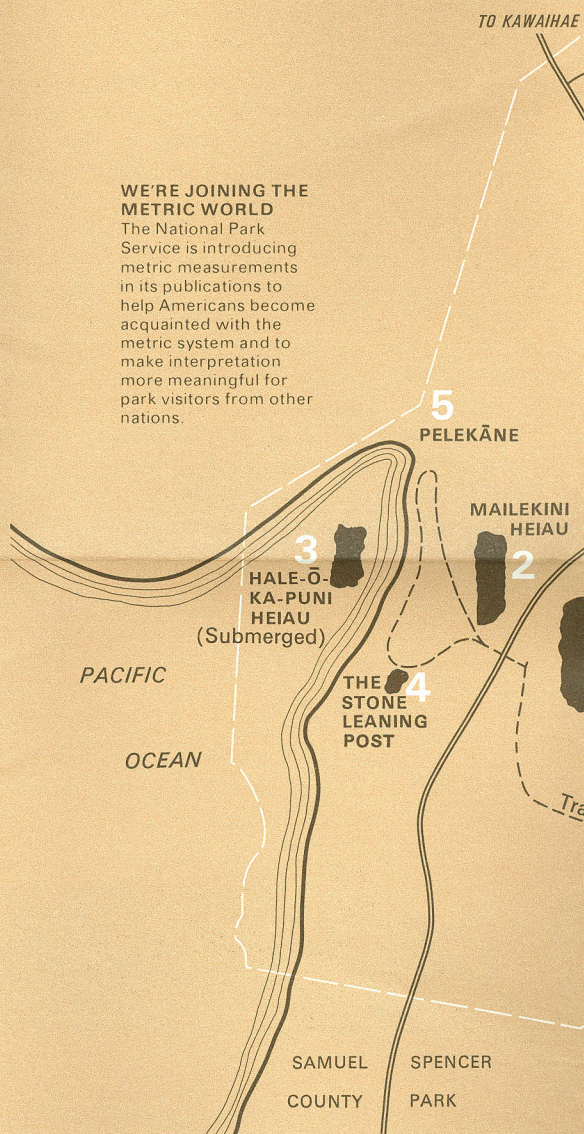 TO KAWAIHAE
WE'RE JOINING THE
METRIC WORLD
The National Park
Service is introducing
metric measurements
in its publications to
help Americans become
acquainted with the
metric system and to
make interpretation
more meaningful for
park visitors from other
nations.
5
PELEKĀNE
MAILEKINI
HEIAU
2
3
HALE-Ō-
KA-PUNI
HEIAU
(Submerged)
PACIFIC
OCEAN
THE
STONE
LEANING
POST
4
Tra
SAMUEL SPENCER
COUNTY PARK